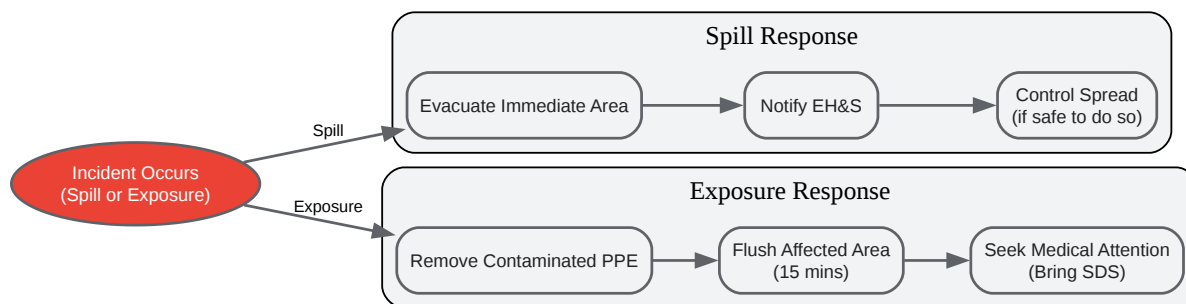 Spill Response
Evacuate Immediate Area
Notify EH&S
Control Spread
(if safe to do so)
Spill
Incident Occurs
(Spill or Exposure)
Exposure
Exposure Response
Remove Contaminated PPE
Flush Affected Area
(15 mins)
Seek Medical Attention
(Bring SDS)